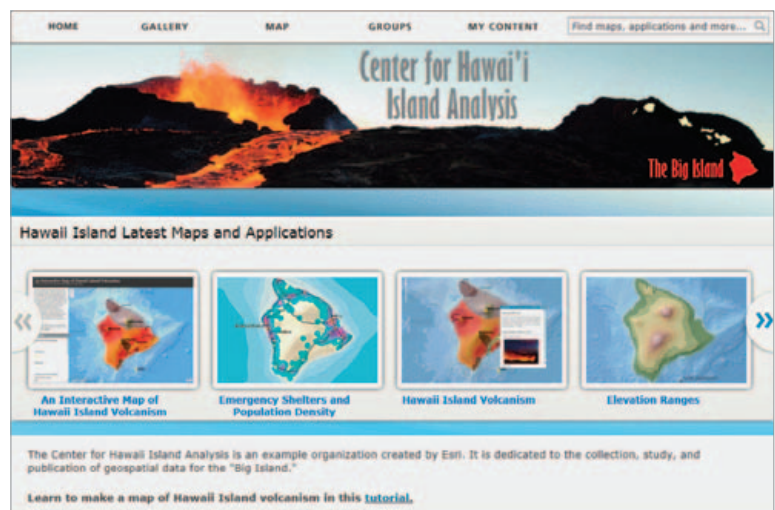 HOME GALLERY MAP GROUPS MY CONTENT Find maps, applications and more...
Center for Hawai'i
Island Analysis
The Big Island
Hawaii Island Latest Maps and Applications
An Interactive Map of
Hawaii Island Volcanism
Emergency Shelters and
Population Density
Hawaii Island Volcanism
Elevation Ranges
The Center for Hawaii Island Analysis is an example organization created by Esri. It is dedicated to the collection, study, and
publication of geospatial data for the "Big Island."
Learn to make a map of Hawaii Island volcanism in this tutorial.